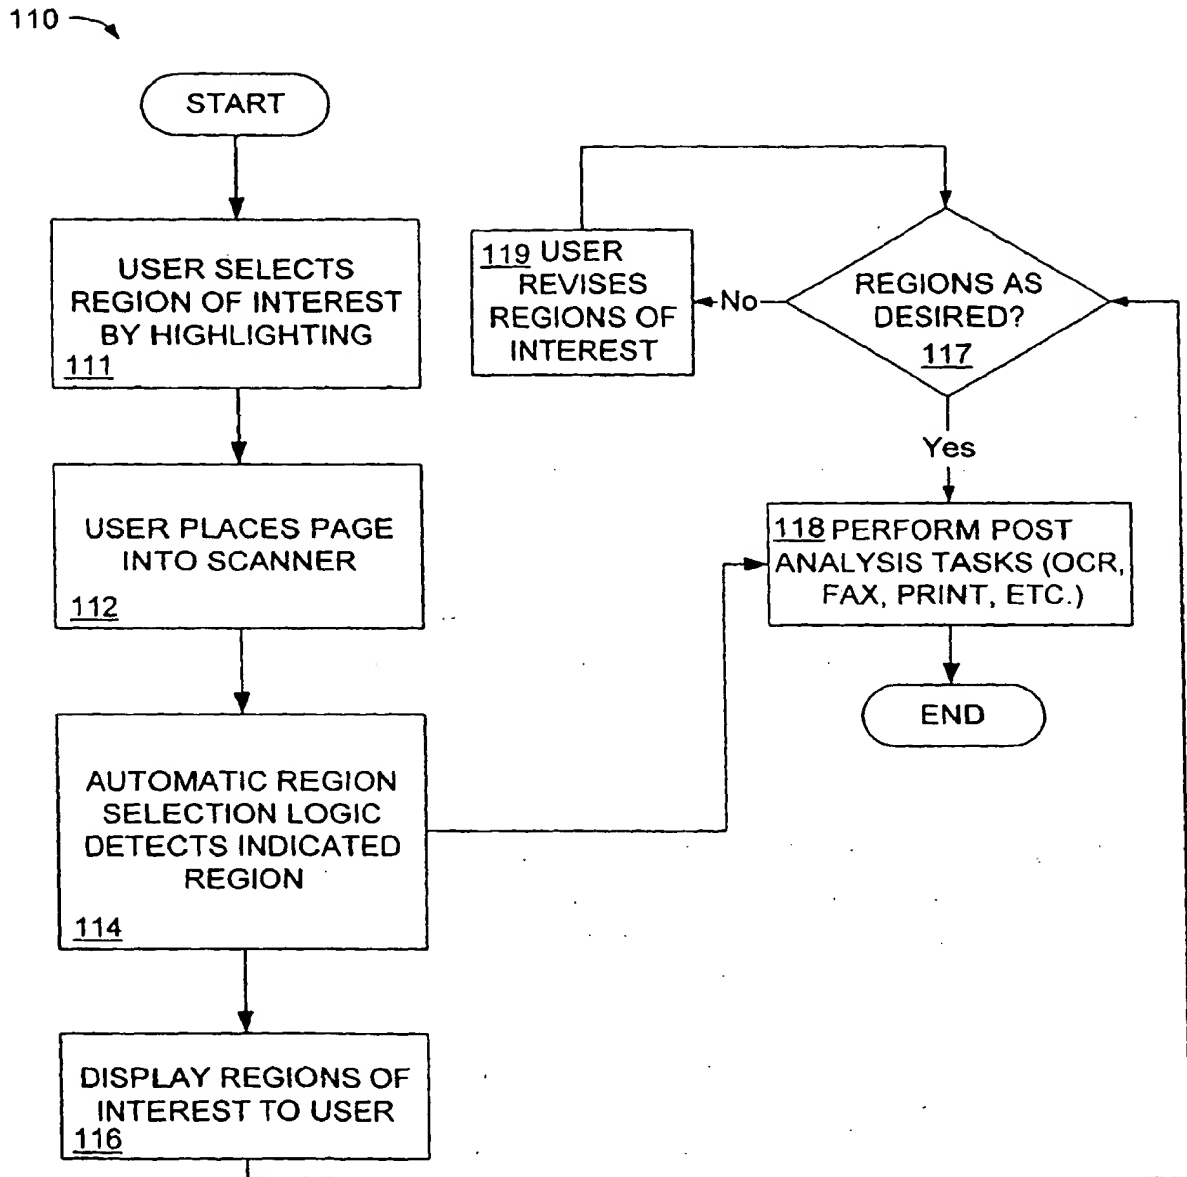 110
START
USER SELECTS
REGION OF INTEREST
BY HIGHLIGHTING
111
USER PLACES PAGE
INTO SCANNER
112
AUTOMATIC REGION
SELECTION LOGIC
DETECTS INDICATED
REGION
114
DISPLAY REGIONS OF
INTEREST TO USER
116
119 USER
REVISES
REGIONS OF
INTEREST
No
REGIONS AS
DESIRED?
117
Yes
118 PERFORM POST
ANALYSIS TASKS (OCR,
FAX, PRINT, ETC.)
END